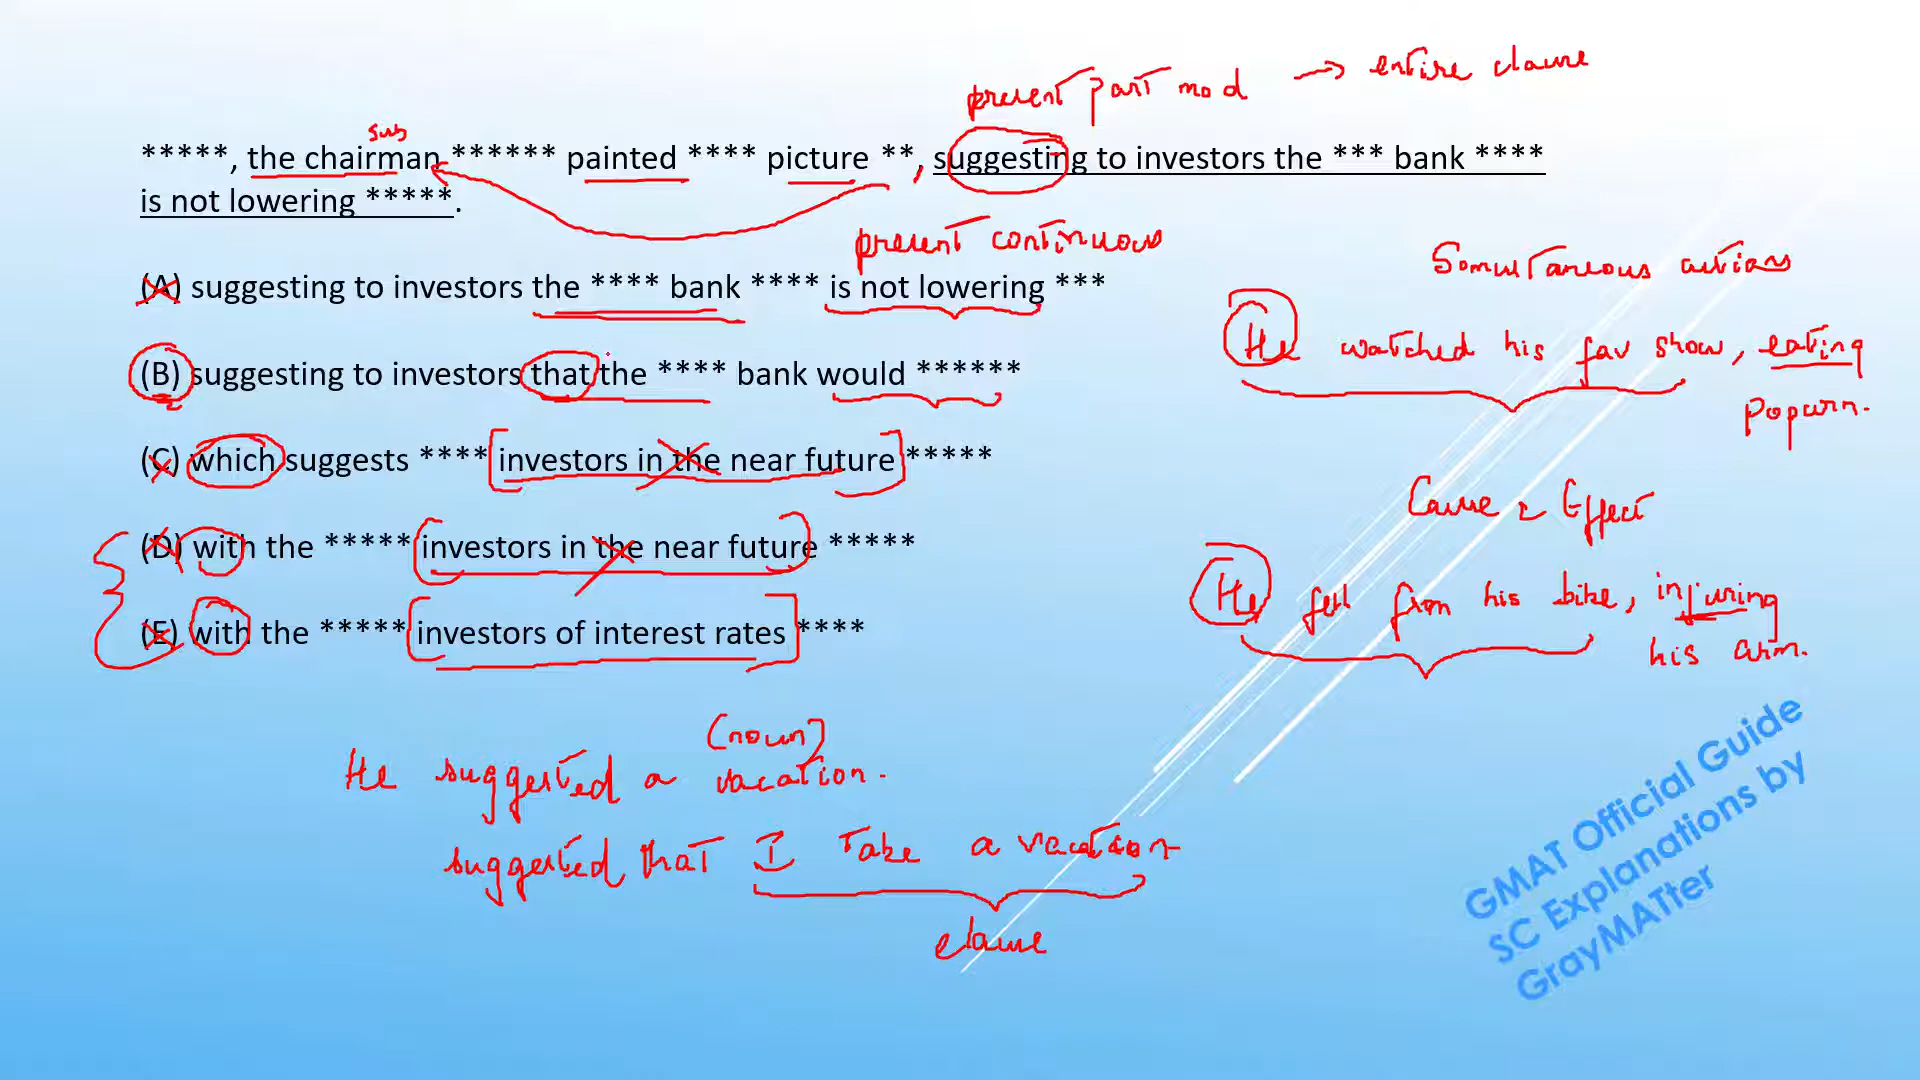 present part mod → entire clause
sub
*****, the chairman ****** painted **** picture **, suggesting to investors the *** bank ****
is not lowering *****.
present continuous
(A) suggesting to investors the **** bank **** is not lowering ***
(B) suggesting to investors that the **** bank would ******
(C) which suggests **** investors in the near future *****
(D) with the ***** investors in the near future *****
(E) with the ***** investors of interest rates ****
Somultaneous actions
He watched his fav show, eating
popcorn.
Cause & Effect
He fell from his bike, injuring
his arm.
(noun)
He suggested a vacation.
suggested that I take a vacation
clause
GMAT Official Guide
SC Explanations by
GrayMATter